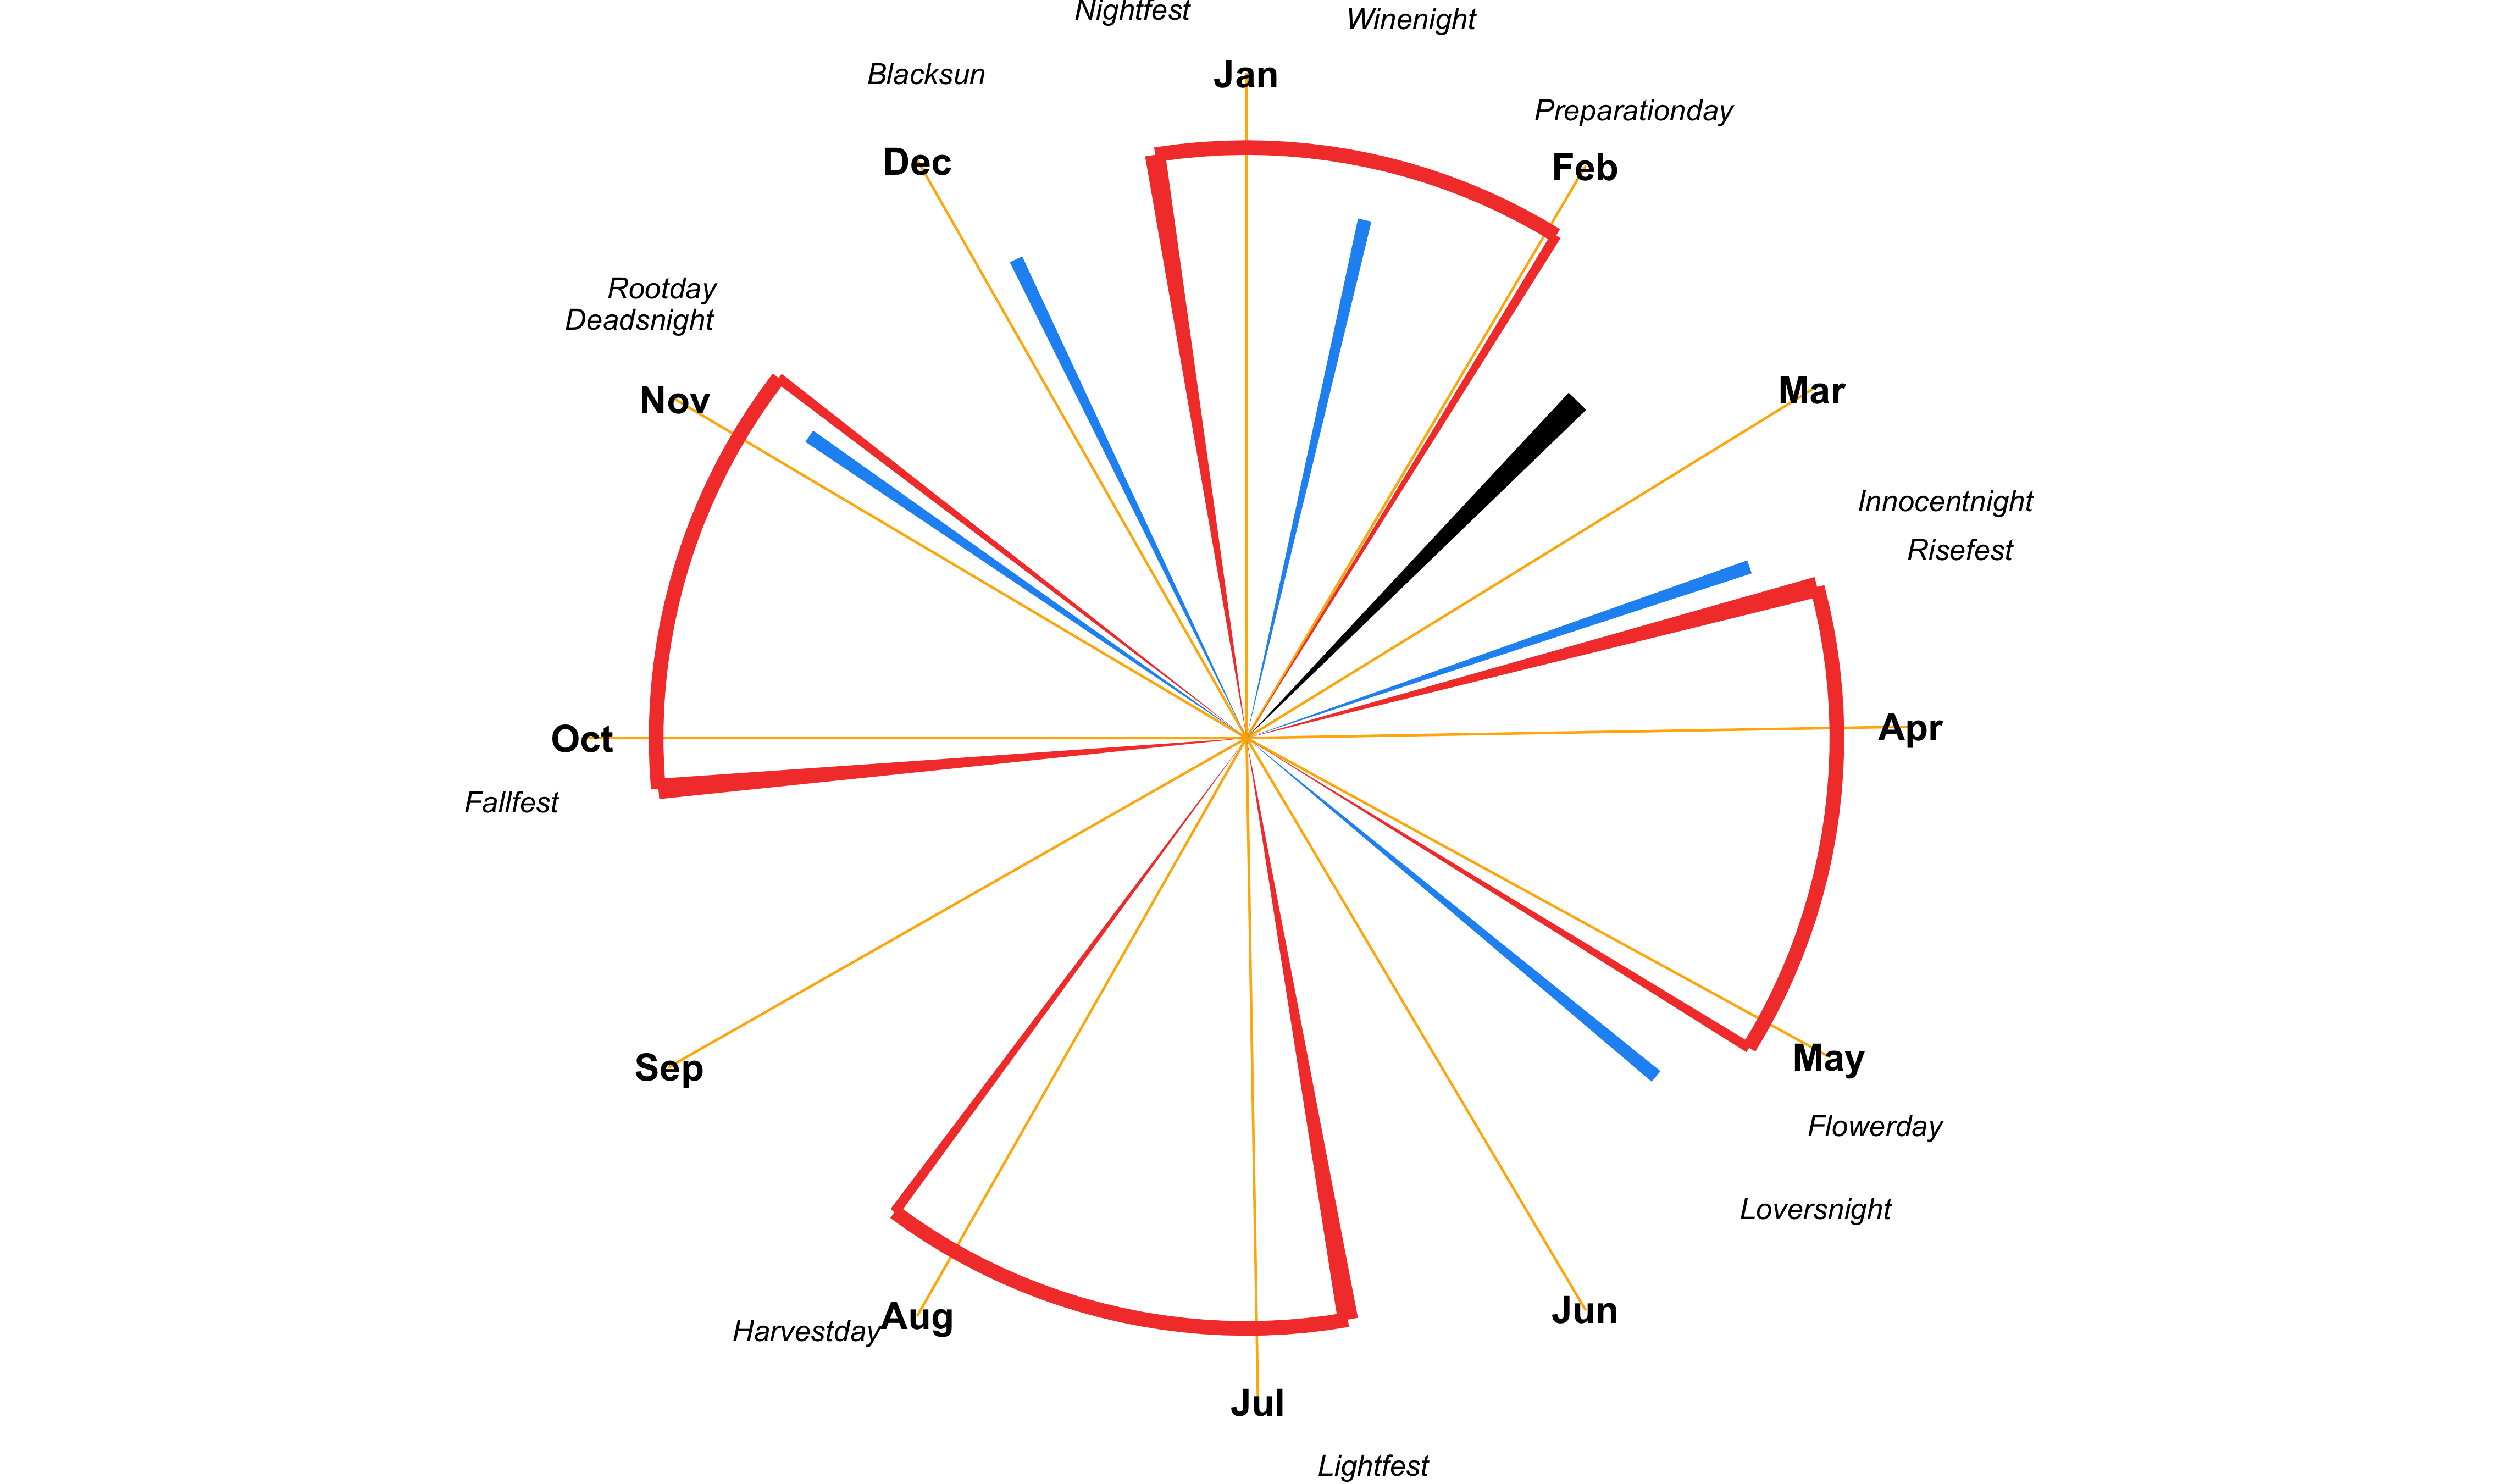 Nightfest
Winenight
Blacksun
Jan
Preparationday
Dec
Feb
Rootday
Deadsnight
Nov
Mar
Innocentnight
Risefest
Oct
Apr
Fallfest
Sep
May
Flowerday
Loversnight
Harvestday
Aug
Jun
Jul
Lightfest